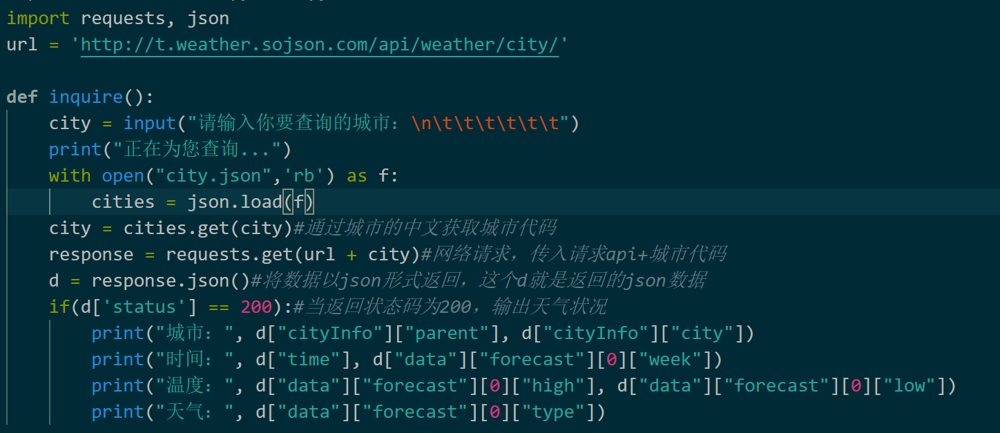 import requests, json
url = 'http://t.weather.sojson.com/api/weather/city/'
def inquire():
    city = input("请输入你要查询的城市：\n\t\t\t\t\t\t")
    print("正在为您查询...")
    with open("city.json",'rb') as f:
        cities = json.load(f)
    city = cities.get(city)#通过城市的中文获取城市代码
    response = requests.get(url + city)#网络请求，传入请求api+城市代码
    d = response.json()#将数据以json形式返回，这个d就是返回的json数据
    if(d['status'] == 200):#当返回状态码为200，输出天气状况
        print("城市：", d["cityInfo"]["parent"], d["cityInfo"]["city"])
        print("时间：", d["time"], d["data"]["forecast"][0]["week"])
        print("温度：", d["data"]["forecast"][0]["high"], d["data"]["forecast"][0]["low"])
        print("天气：", d["data"]["forecast"][0]["type"])